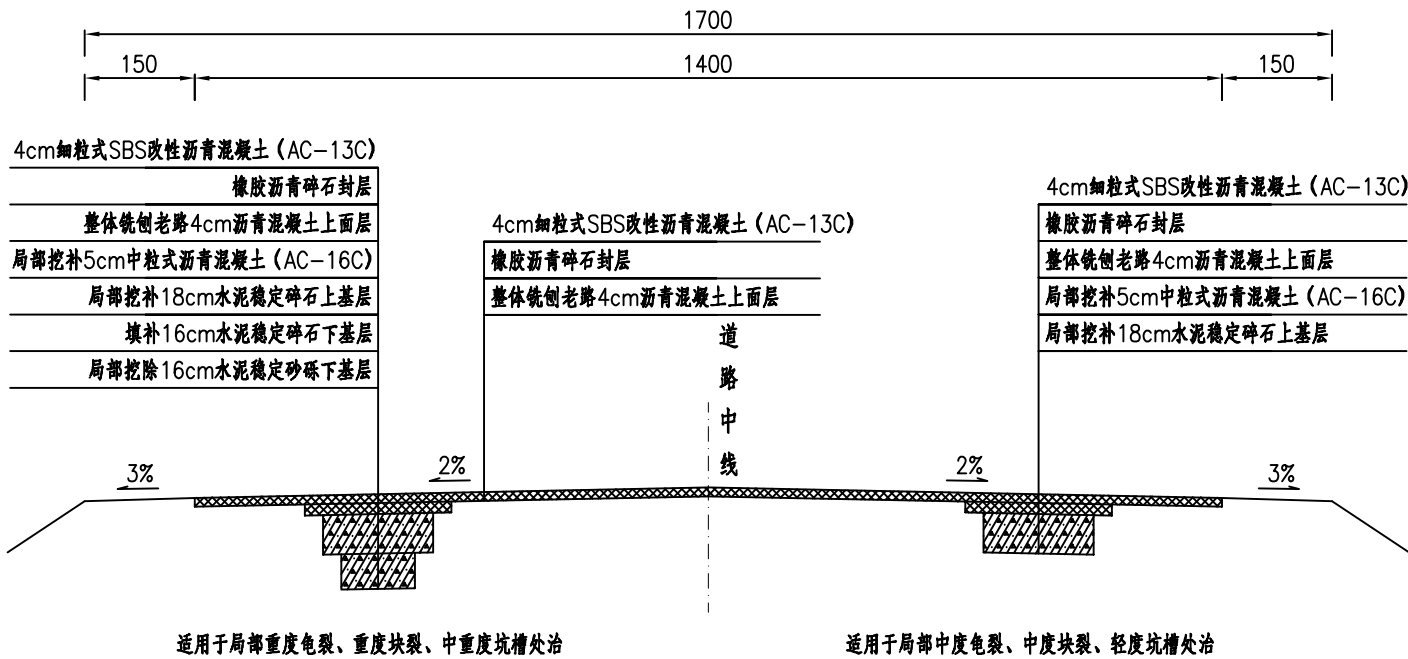 1700
150
1400
150
4cm细粒式SBS改性沥青混凝土(AC-13C)
橡胶沥青碎石封层
整体铣刨老路4cm沥青混凝土上面层
局部挖补5cm中粒式沥青混凝土(AC-16C)
局部挖补18cm水泥稳定碎石上基层
填补16cm水泥稳定碎石下基层
局部挖除16cm水泥稳定砂砾下基层
4cm细粒式SBS改性沥青混凝土(AC-13C)
橡胶沥青碎石封层
整体铣刨老路4cm沥青混凝土上面层
道路中线
4cm细粒式SBS改性沥青混凝土(AC-13C)
橡胶沥青碎石封层
整体铣刨老路4cm沥青混凝土上面层
局部挖补5cm中粒式沥青混凝土(AC-16C)
局部挖补18cm水泥稳定碎石上基层
3%
2%
2%
3%
适用于局部重度龟裂、重度块裂、中重度坑槽处治
适用于局部中度龟裂、中度块裂、轻度坑槽处治